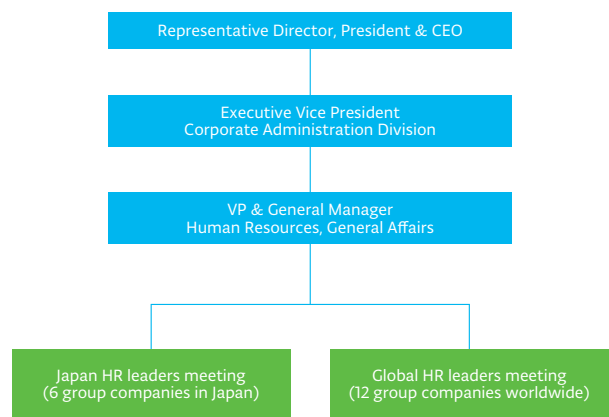 Representative Director, President & CEO
Executive Vice President
Corporate Administration Division
VP & General Manager
Human Resources, General Affairs
Japan HR leaders meeting
(6 group companies in Japan)
Global HR leaders meeting
(12 group companies worldwide)